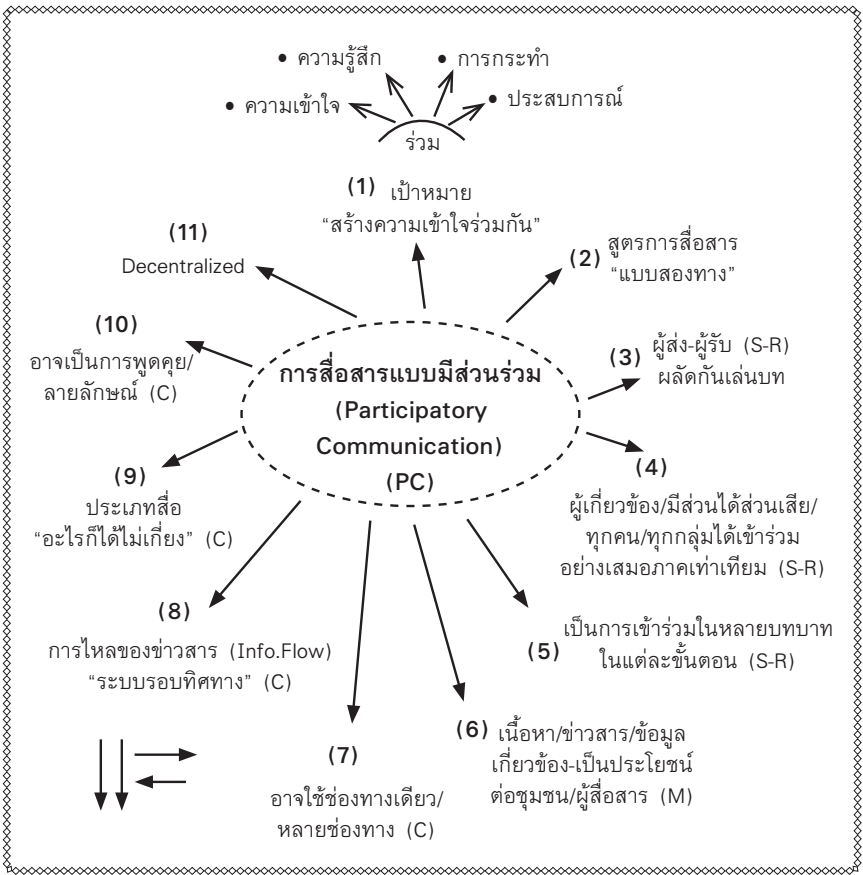 • ความรู้สึก
• การกระทำ
• ความเข้าใจ
• ประสบการณ์
ร่วม
(1) เป้าหมาย
“สร้างความเข้าใจร่วมกัน”
(2) สูตรการสื่อสาร
“แบบสองทาง”
(3) ผู้ส่ง-ผู้รับ (S-R)
ผลัดกันเล่นบท
(4)
ผู้เกี่ยวข้อง/มีส่วนได้ส่วนเสีย/
ทุกคน/ทุกกลุ่มได้เข้าร่วม
อย่างเสมอภาคเท่าเทียม (S-R)
(5) เป็นการเข้าร่วมในหลายบทบาท
ในแต่ละขั้นตอน (S-R)
(6) เนื้อหา/ข่าวสาร/ข้อมูล
เกี่ยวข้อง-เป็นประโยชน์
ต่อชุมชน/ผู้สื่อสาร (M)
(7)
อาจใช้ช่องทางเดียว/
หลายช่องทาง (C)
(8)
การไหลของข่าวสาร (Info.Flow)
“ระบบรอบทิศทาง” (C)
(9)
ประเภทสื่อ
“อะไรก็ได้ไม่เกี่ยง” (C)
(10)
อาจเป็นการพูดคุย/
ลายลักษณ์ (C)
(11)
Decentralized
การสื่อสารแบบมีส่วนร่วม
(Participatory
Communication)
(PC)